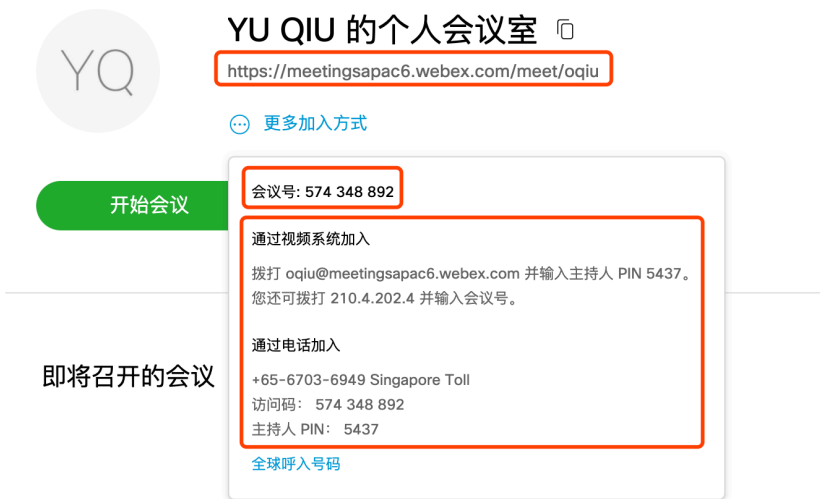 YQ
YU QIU 的个人会议室
https://meetingsapac6.webex.com/meet/oqiu
更多加入方式
开始会议
会议号: 574 348 892
通过视频系统加入
拨打 oqiu@meetingsapac6.webex.com 并输入主持人 PIN 5437。
您还可拨打 210.4.202.4 并输入会议号。
通过电话加入
+65-6703-6949 Singapore Toll
访问码： 574 348 892
主持人 PIN： 5437
全球呼入号码
即将召开的会议